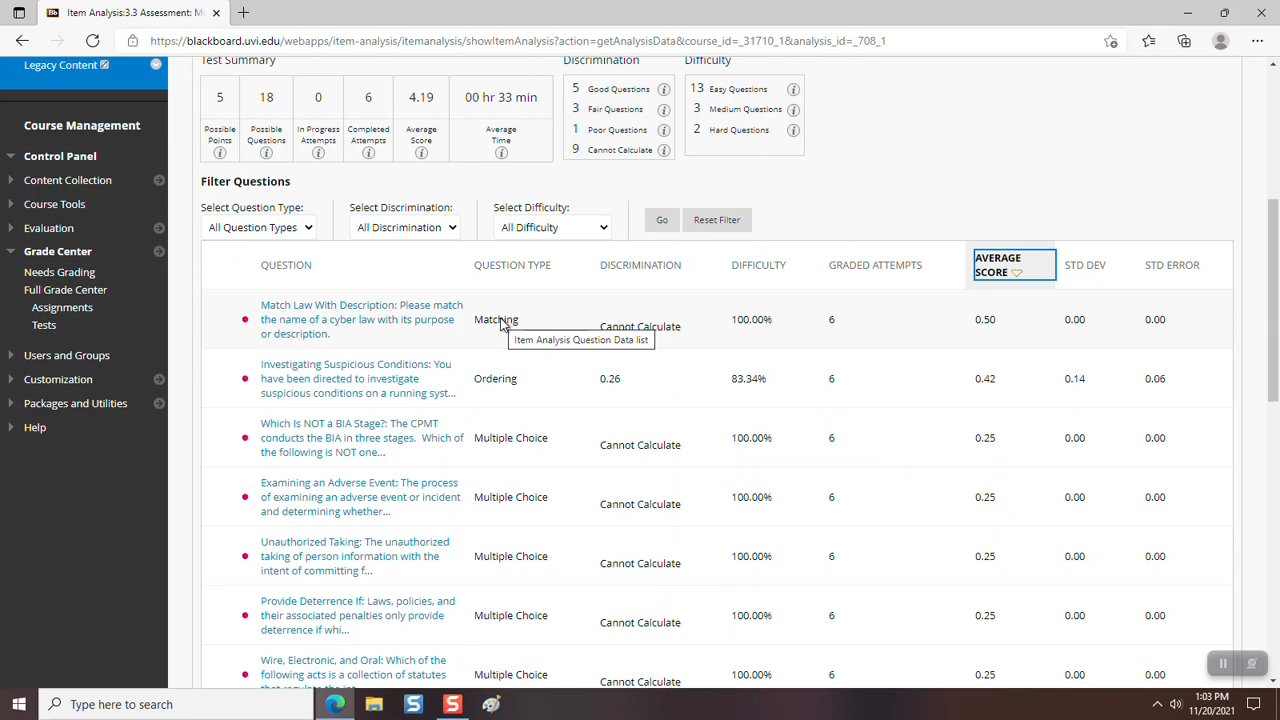 Item Analysis:3.3 Assessment: M
https://blackboard.uvi.edu/webapps/item-analysis/itemanalysis/showItemAnalysis?action=getAnalysisData&course_id=_31710_1&analysis_id=_708_1
Legacy Content
Course Management
Control Panel
Content Collection
Course Tools
Evaluation
Grade Center
Needs Grading
Full Grade Center
Assignments
Tests
Users and Groups
Customization
Packages and Utilities
Help
Test Summary
Discrimination
Difficulty
5 18 0 6 4.19 00 hr 33 min
Possible Points
Possible Questions
In Progress Attempts
Completed Attempts
Average Score
Average Time
5 Good Questions
3 Fair Questions
1 Poor Questions
9 Cannot Calculate
13 Easy Questions
3 Medium Questions
2 Hard Questions
Filter Questions
Select Question Type: Select Discrimination: Select Difficulty:
All Question Types All Discrimination All Difficulty Go Reset Filter
QUESTION QUESTION TYPE DISCRIMINATION DIFFICULTY GRADED ATTEMPTS AVERAGE SCORE STD DEV STD ERROR
Match Law With Description: Please match
the name of a cyber law with its purpose
or description.
Matching Cannot Calculate 100.00% 6 0.50 0.00 0.00
Item Analysis Question Data list
Investigating Suspicious Conditions: You
have been directed to investigate
suspicious conditions on a running syst...
Ordering 0.26 83.34% 6 0.42 0.14 0.06
Which Is NOT a BIA Stage?: The CPMT
conducts the BIA in three stages. Which of
the following is NOT one...
Multiple Choice Cannot Calculate 100.00% 6 0.25 0.00 0.00
Examining an Adverse Event: The process
of examining an adverse event or incident
and determining whether...
Multiple Choice Cannot Calculate 100.00% 6 0.25 0.00 0.00
Unauthorized Taking: The unauthorized
taking of person information with the
intent of committing f...
Multiple Choice Cannot Calculate 100.00% 6 0.25 0.00 0.00
Provide Deterrence If: Laws, policies, and
their associated penalties only provide
deterrence if whi...
Multiple Choice Cannot Calculate 100.00% 6 0.25 0.00 0.00
Wire, Electronic, and Oral: Which of the
following acts is a collection of statutes
Multiple Choice Cannot Calculate 100.00% 6 0.25 0.00 0.00
Type here to search
1:03 PM
11/20/2021